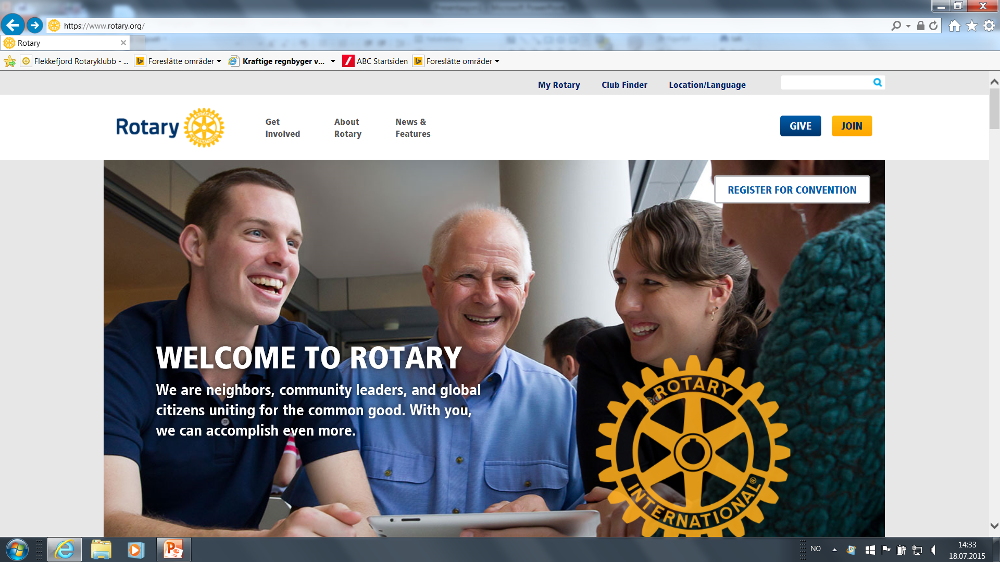 https://www.rotary.org/
Rotary
Flekkefjord Rotaryklubb - ...
Foreslåtte områder
Kraftige regnbyger v...
ABC Startsiden
Foreslåtte områder
My Rotary
Club Finder
Location/Language
Rotary
ROTARY
INTERNATIONAL
Get
Involved
About
Rotary
News &
Features
GIVE
JOIN
REGISTER FOR CONVENTION
WELCOME TO ROTARY
We are neighbors, community leaders, and global
citizens uniting for the common good. With you,
we can accomplish even more.
ROTARY
INTERNATIONAL®
NO
14:33
18.07.2015